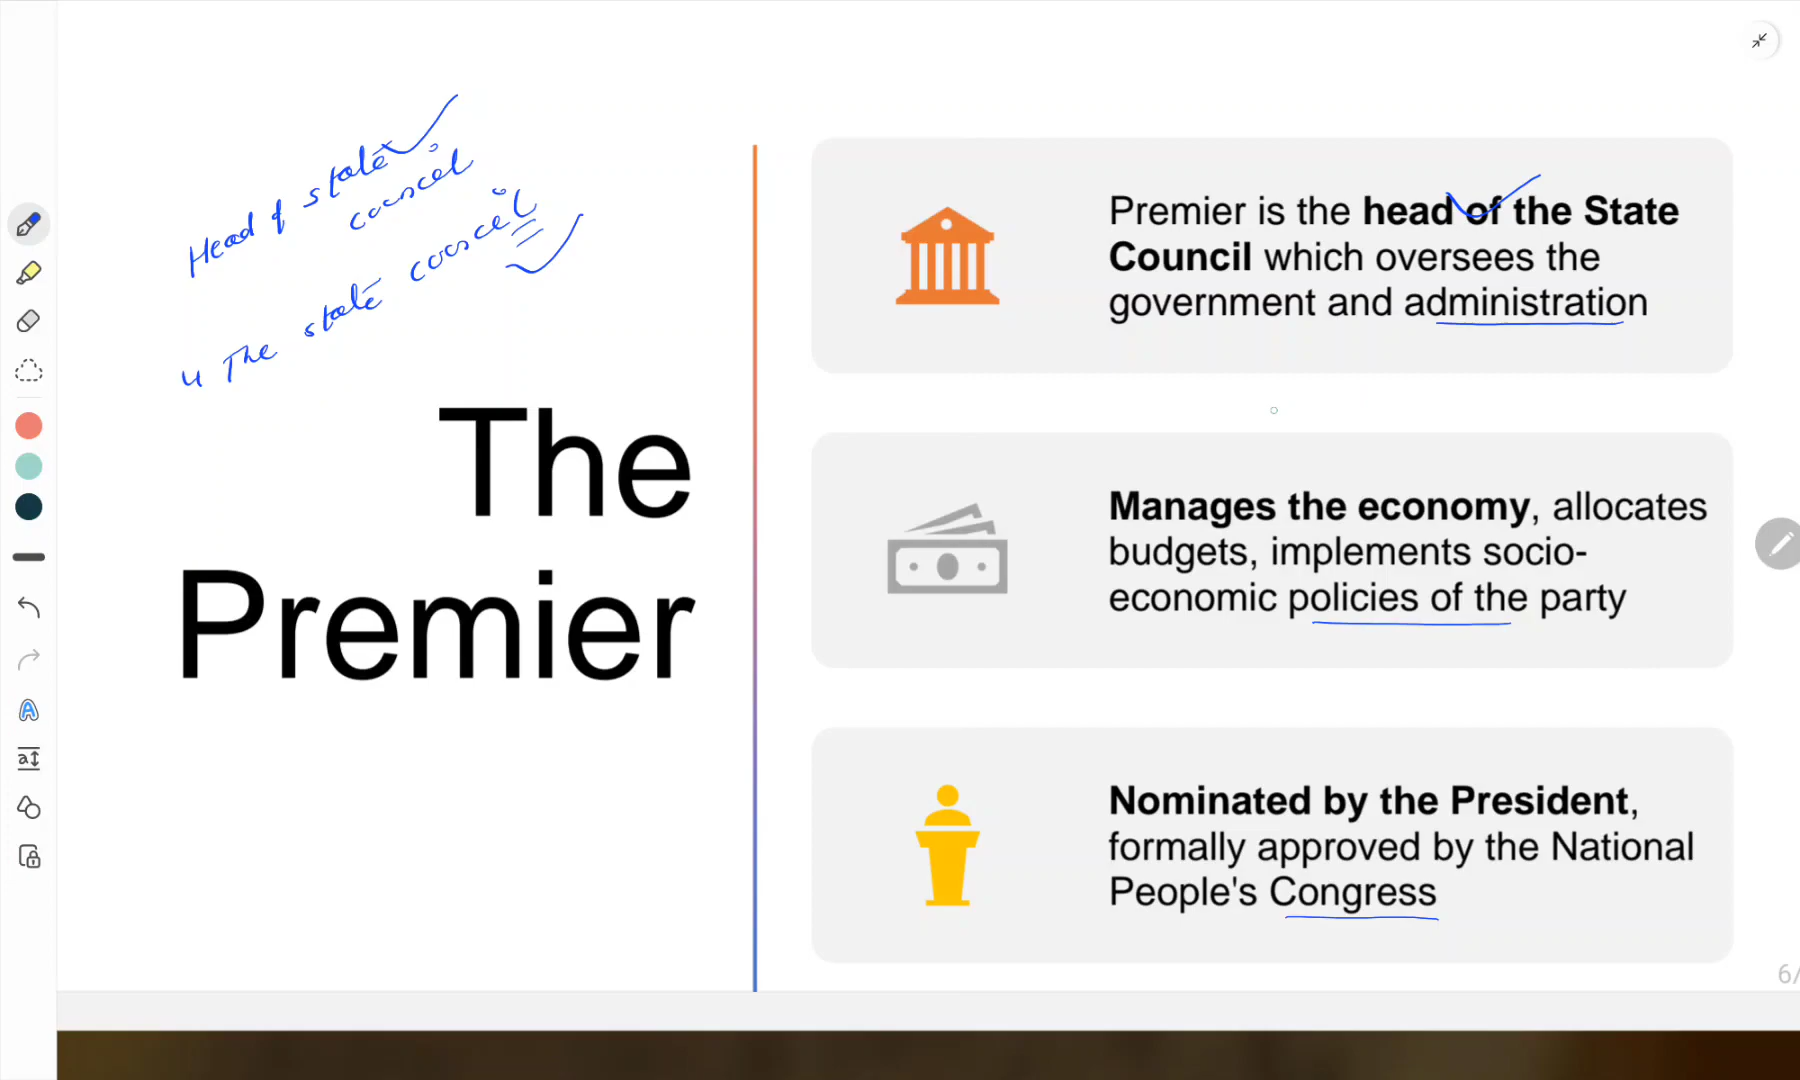 Head of state
council
4 The state council
The
Premier
Premier is the head of the State
Council which oversees the
government and administration
Manages the economy, allocates
budgets, implements socio-
economic policies of the party
Nominated by the President,
formally approved by the National
People's Congress
6/